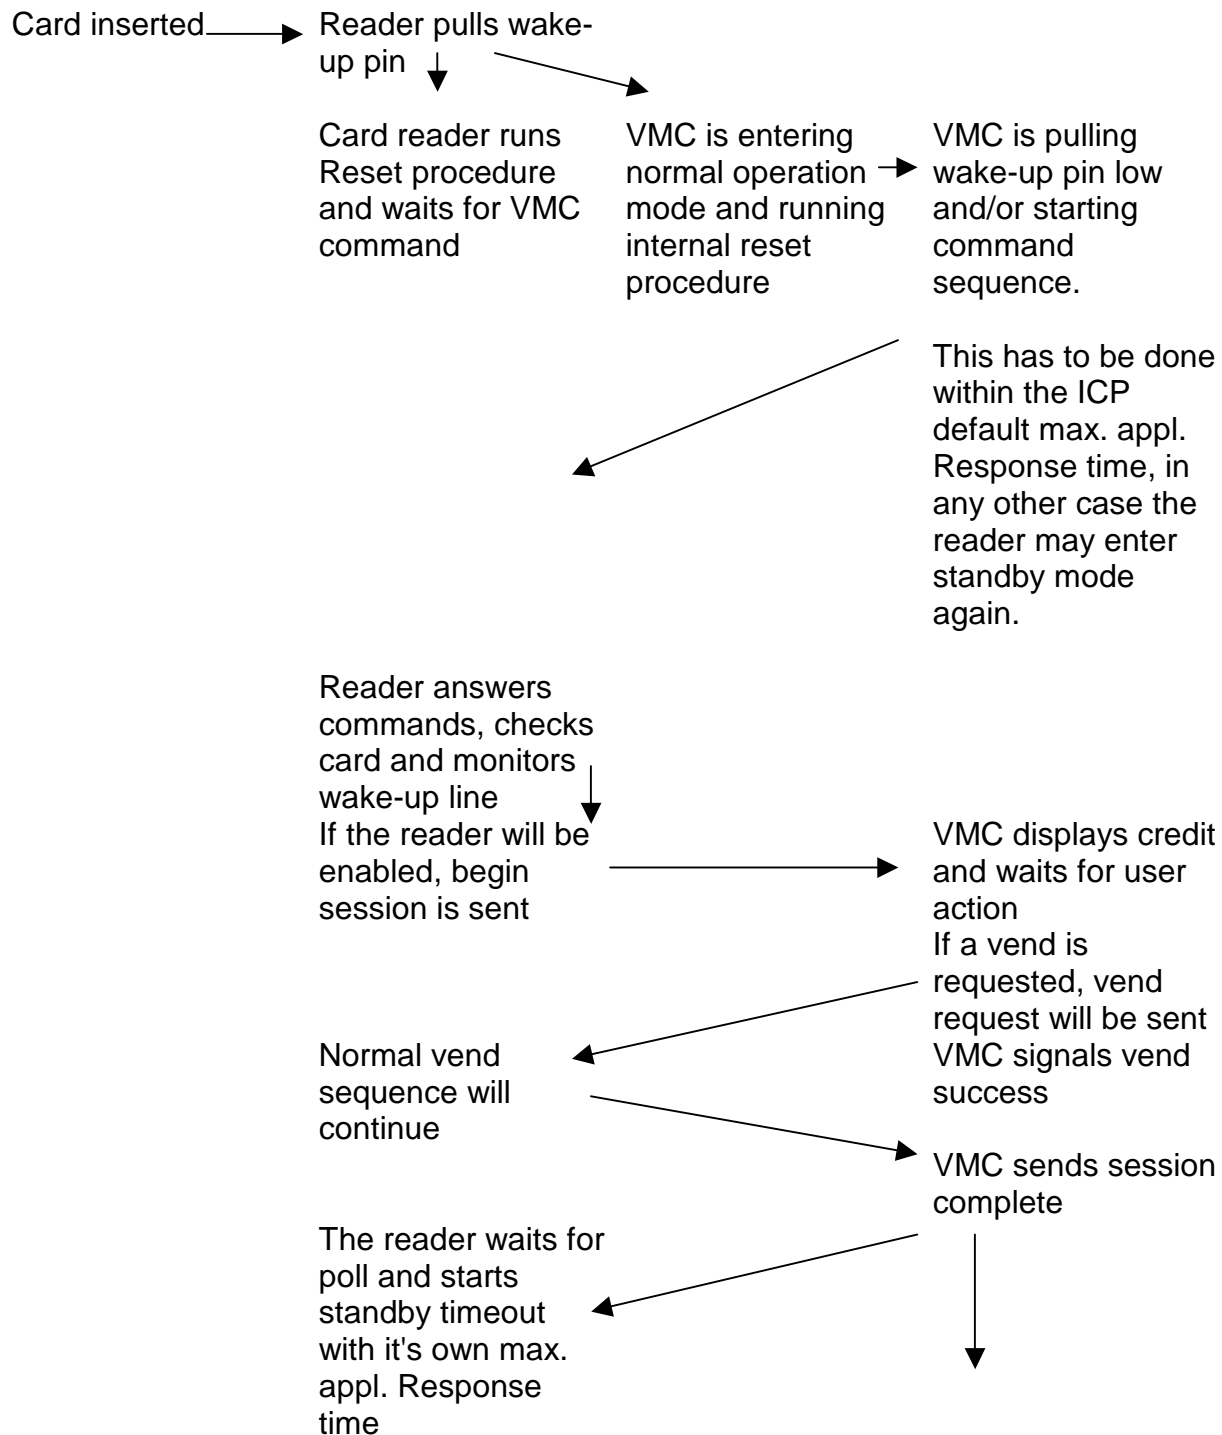 Card inserted
Reader pulls wake-
up pin
Card reader runs
Reset procedure
and waits for VMC
command
VMC is entering
normal operation
mode and running
internal reset
procedure
VMC is pulling
wake-up pin low
and/or starting
command
sequence.
This has to be done
within the ICP
default max. appl.
Response time, in
any other case the
reader may enter
standby mode
again.
Reader answers
commands, checks
card and monitors
wake-up line
If the reader will be
enabled, begin
session is sent
VMC displays credit
and waits for user
action
If a vend is
requested, vend
request will be sent
Normal vend
sequence will
continue
VMC signals vend
success
VMC sends session
complete
The reader waits for
poll and starts
standby timeout
with it's own max.
appl. Response
time